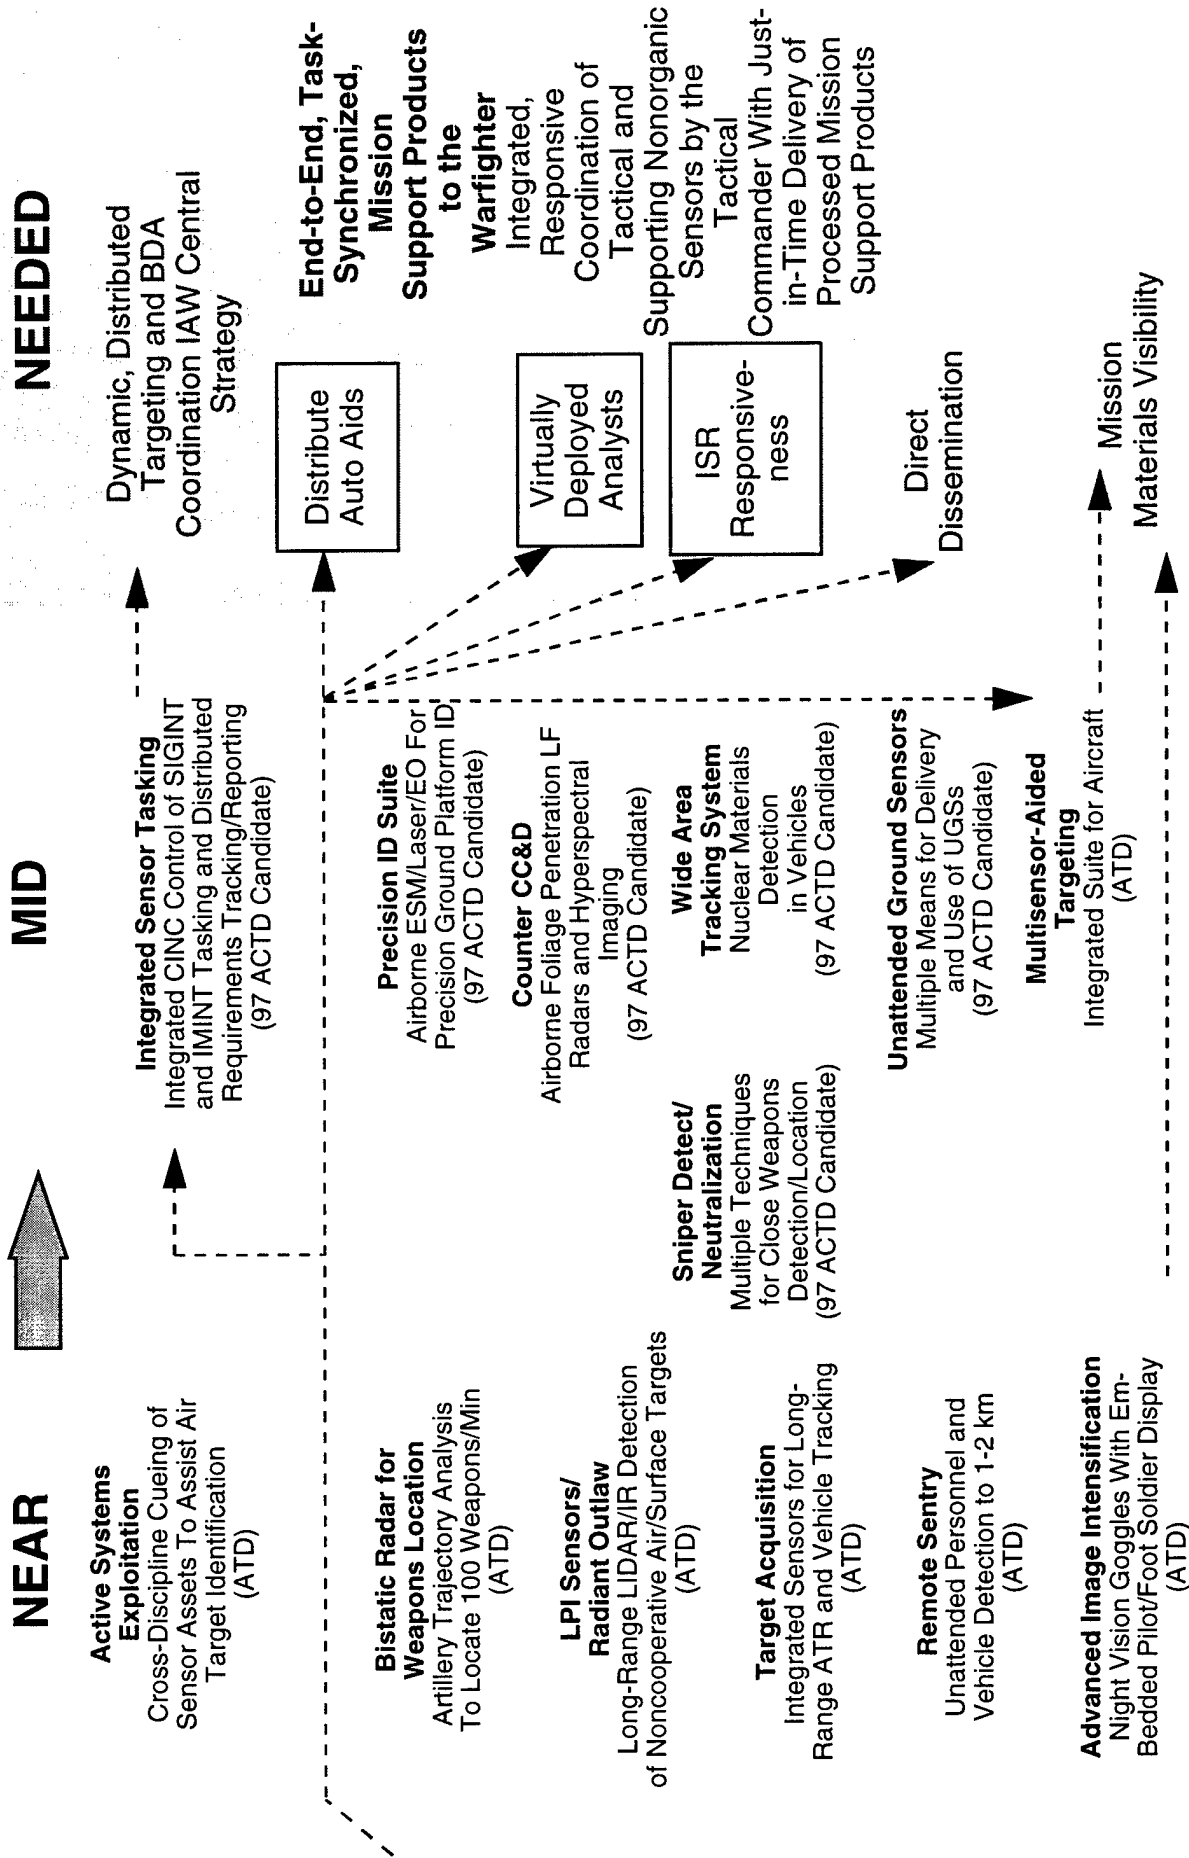 NEAR
MID
NEEDED
Active Systems
Exploitation
Cross-Discipline Cueing of
Sensor Assets To Assist Air
Target Identification
(ATD)
Bistatic Radar for
Weapons Location
Artillery Trajectory Analysis
To Locate 100 Weapons/Min
(ATD)
LPI Sensors/
Radiant Outlaw
Long-Range LIDAR/IR Detection
of Noncooperative Air/Surface Targets
(ATD)
Target Acquisition
Integrated Sensors for Long-
Range ATR and Vehicle Tracking
(ATD)
Remote Sentry
Unattended Personnel and
Vehicle Detection to 1-2 km
(ATD)
Advanced Image Intensification
Night Vision Goggles With Em-
Bedded Pilot/Foot Soldier Display
(ATD)
Sniper Detect/
Neutralization
Multiple Techniques
for Close Weapons
Detection/Location
(97 ACTD Candidate)
Integrated Sensor Tasking
Integrated CINC Control of SIGINT
and IMINT Tasking and Distributed
Requirements Tracking/Reporting
(97 ACTD Candidate)
Precision ID Suite
Airborne ESM/Laser/EO For
Precision Ground Platform ID
(97 ACTD Candidate)
Counter CC&D
Airborne Foliage Penetration LF
Radars and Hyperspectral
Imaging
(97 ACTD Candidate)
Wide Area
Tracking System
Nuclear Materials
Detection
in Vehicles
(97 ACTD Candidate)
Unattended Ground Sensors
Multiple Means for Delivery
and Use of UGSs
(97 ACTD Candidate)
Multisensor-Aided
Targeting
Integrated Suite for Aircraft
(ATD)
Dynamic, Distributed
Targeting and BDA
Coordination IAW Central
Strategy
Distribute
Auto Aids
Virtually
Deployed
Analysts
ISR
Responsive-
ness
Direct
Dissemination
Mission
Materials Visibility
End-to-End, Task-
Synchronized,
Mission
Support Products
to the
Warfighter
Integrated,
Responsive
Coordination of
Tactical and
Supporting Nonorganic
Sensors by the
Tactical
Commander With Just-
in-Time Delivery of
Processed Mission
Support Products